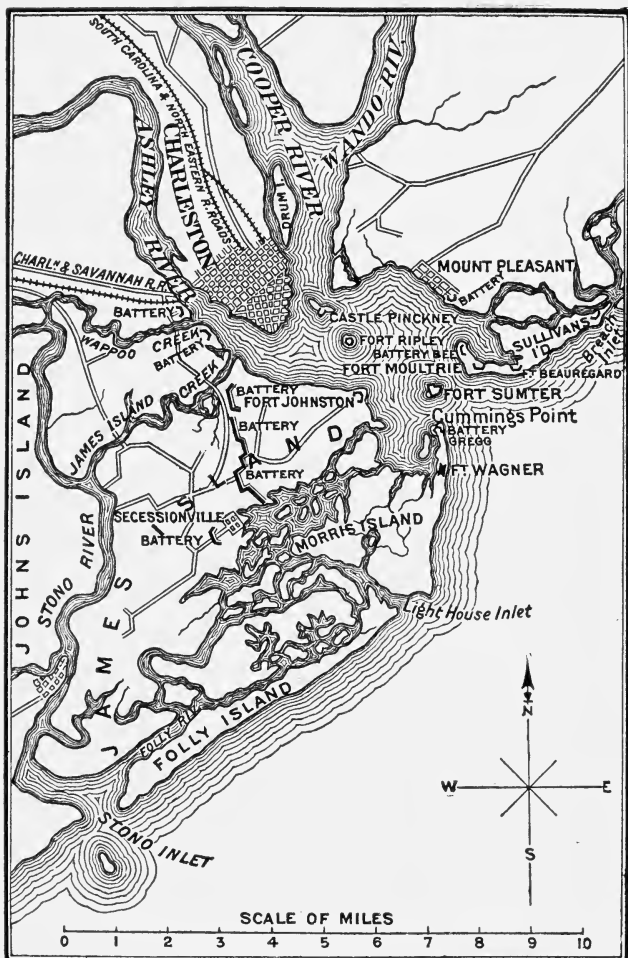 SOUTH CAROLINA & NORTH EASTERN R. ROADS
COOPER RIVER
WANDO RIV.
ASHLEY RIVER
CHARLESTON
DRUM I.
CHARLN & SAVANNAH R.R.
MOUNT PLEASANT
BATTERY
BATTERY
CASTLE PINCKNEY
SULLIVANS I'D
Breach Inlet
WAPPOO CREEK
BATTERY
FORT RIPLEY
BATTERY BEE
FORT MOULTRIE
FT BEAUREGARD
JAMES ISLAND CREEK
BATTERY
FORT JOHNSTON
FORT SUMTER
Cummings Point
BATTERY
BATTERY GREGG
BATTERY
FT. WAGNER
JOHNS ISLAND
STONO RIVER
SECESSIONVILLE
BATTERY
MORRIS ISLAND
JAMES ISLAND
Light House Inlet
FOLLY RIV.
FOLLY ISLAND
STONO INLET
N
W
E
S
SCALE OF MILES
0 1 2 3 4 5 6 7 8 9 10